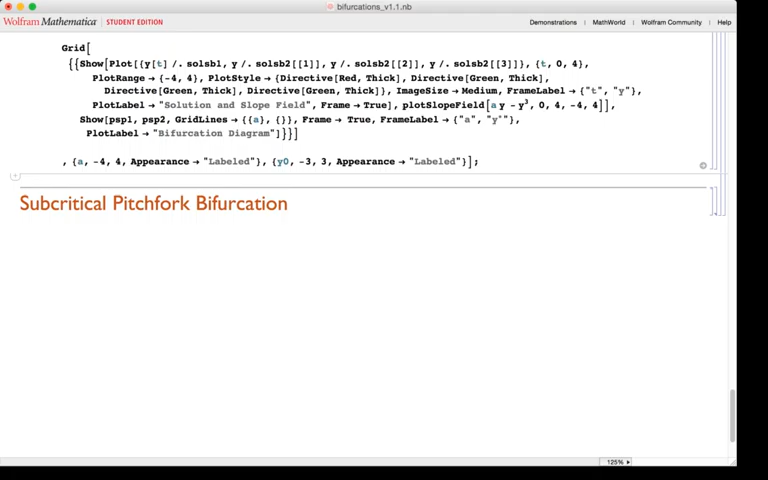 bifurcations_v1.1.nb
Wolfram Mathematica | STUDENT EDITION
Demonstrations | MathWorld | Wolfram Community | Help
Grid[
{{Show[Plot[{y[t] /. solsb1, y /. solsb2[[1]], y /. solsb2[[2]], y /. solsb2[[3]]}, {t, 0, 4},
PlotRange → {-4, 4}, PlotStyle → {Directive[Red, Thick], Directive[Green, Thick],
Directive[Green, Thick], Directive[Green, Thick]}, ImageSize → Medium, FrameLabel → {"t", "y"},
PlotLabel → "Solution and Slope Field", Frame → True], plotSlopeField[a y - y³, 0, 4, -4, 4]],
Show[psp1, psp2, GridLines → {{a}, {}}, Frame → True, FrameLabel → {"a", "y*"},
PlotLabel → "Bifurcation Diagram"]}}]
, {a, -4, 4, Appearance → "Labeled"}, {y0, -3, 3, Appearance → "Labeled"}];
Subcritical Pitchfork Bifurcation
125%